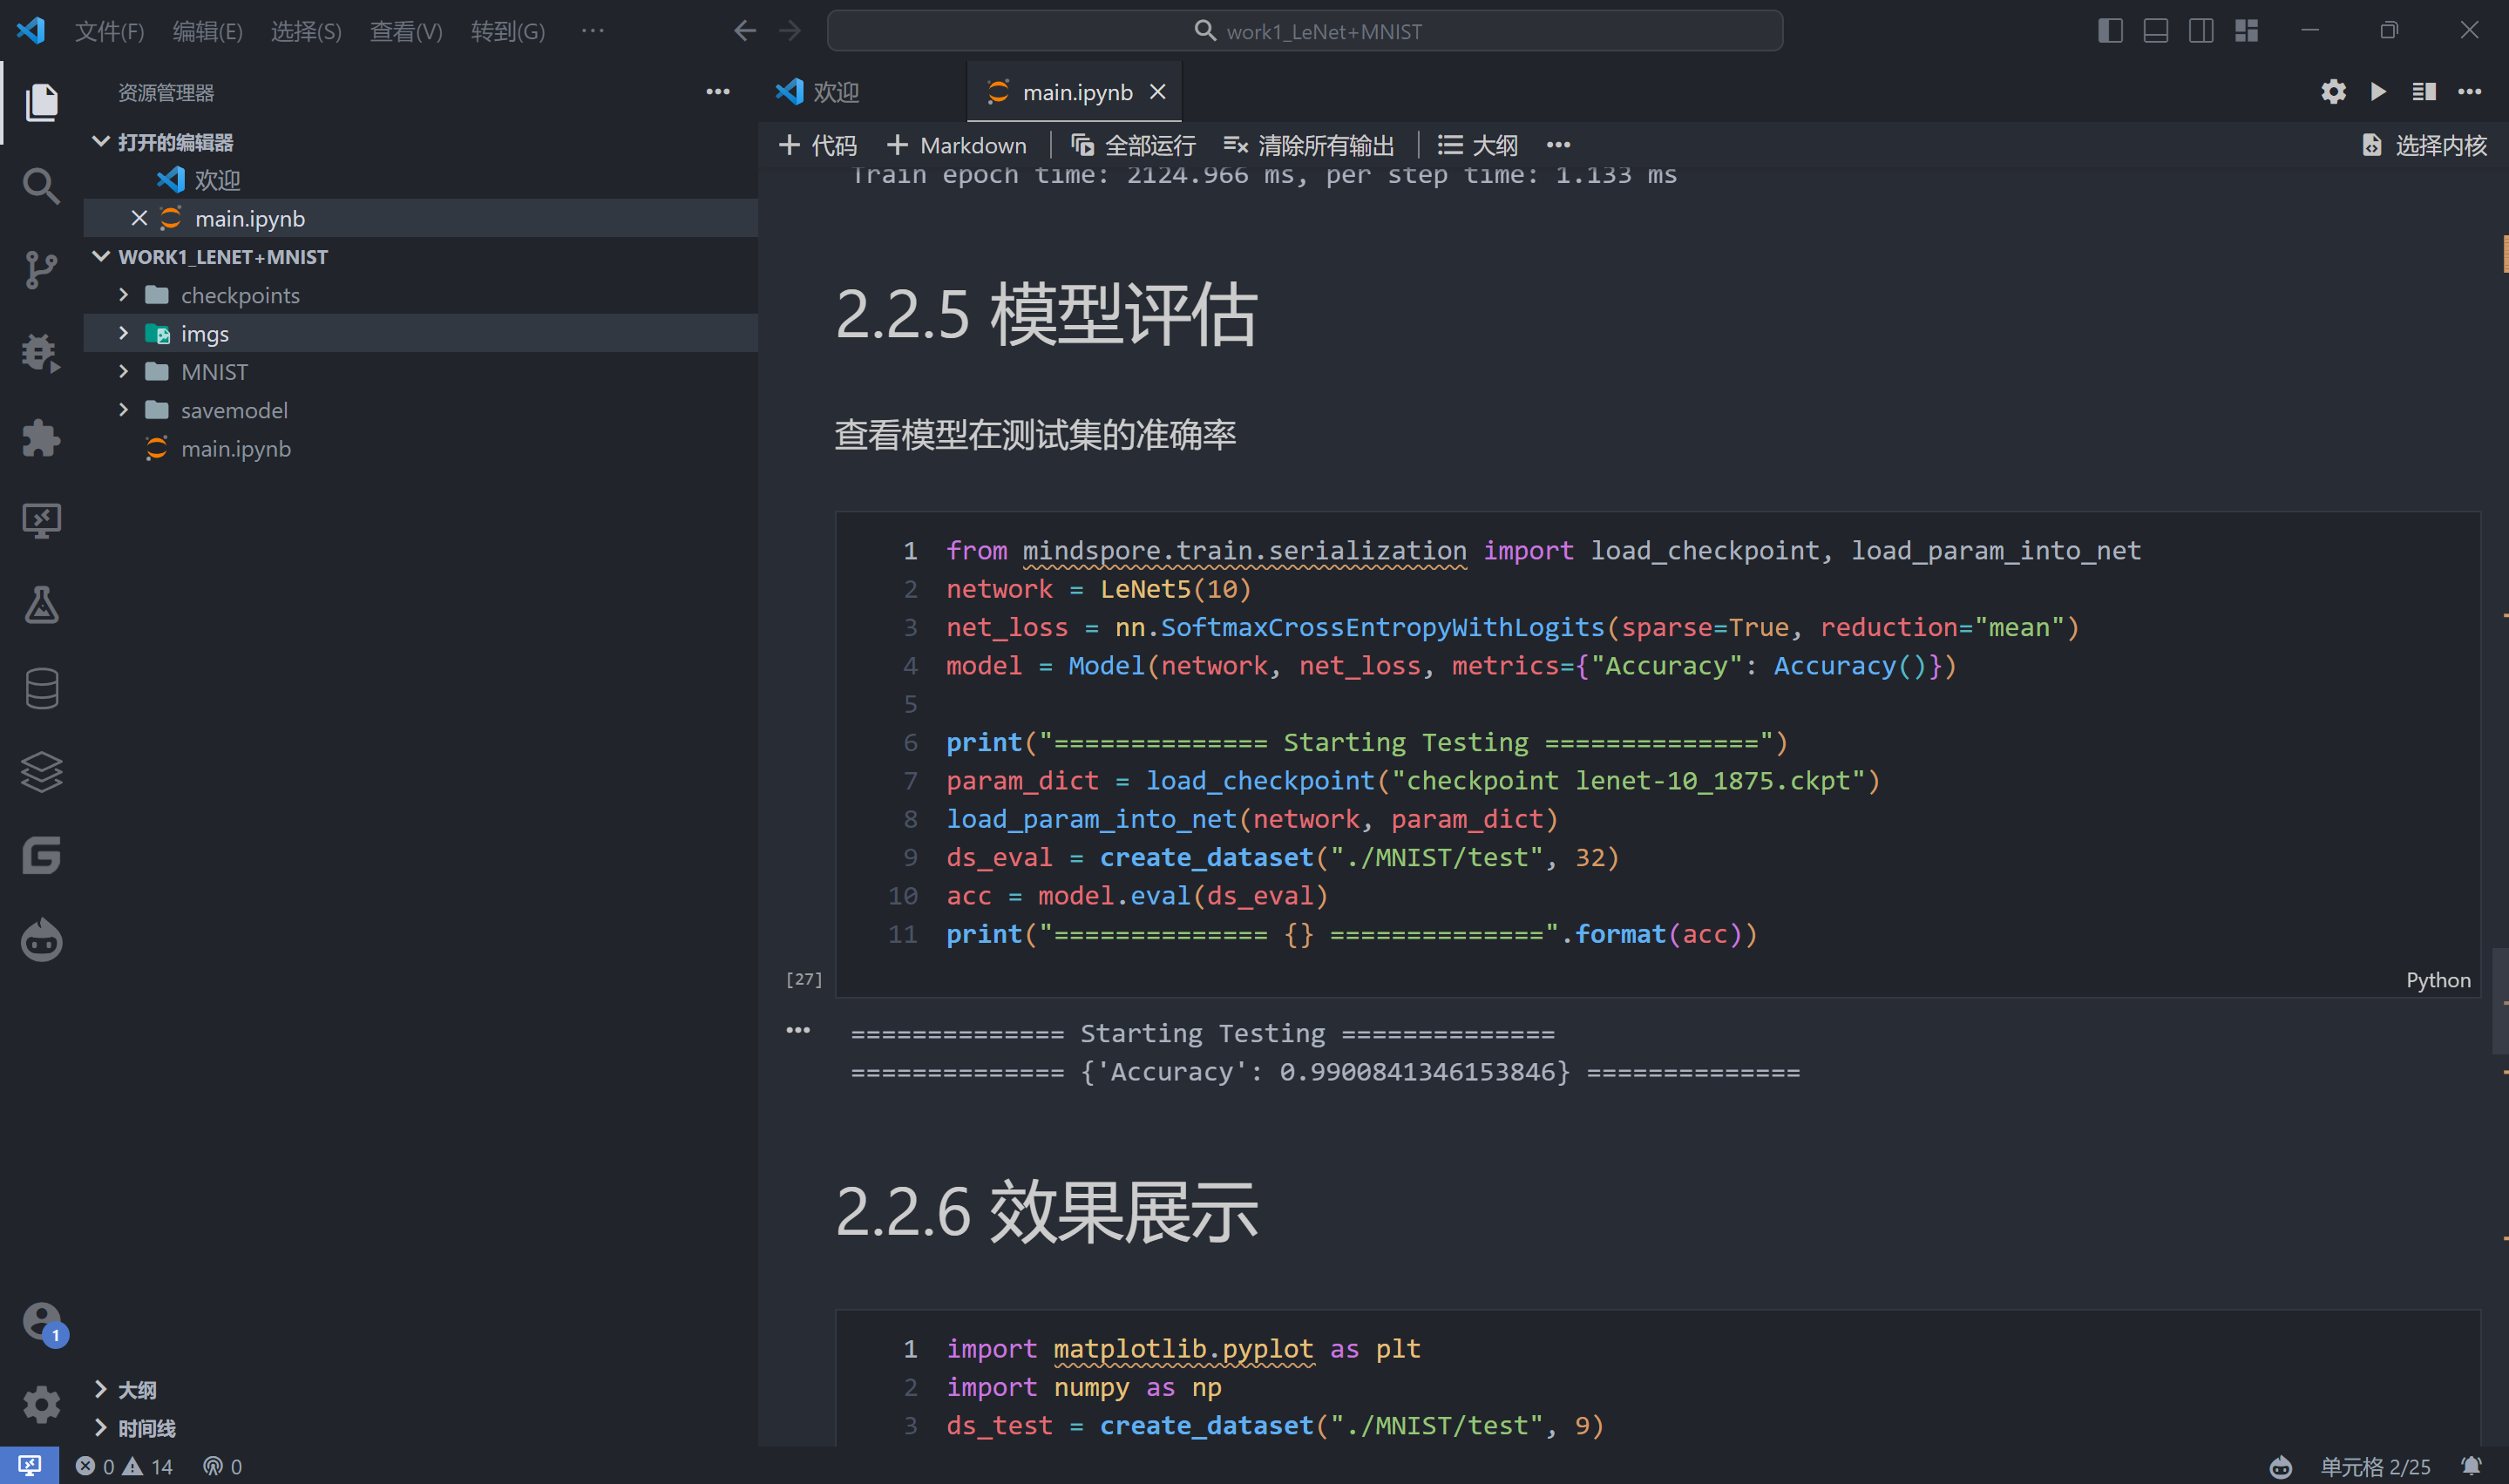 文件(F) 编辑(E) 选择(S) 查看(V) 转到(G) ··· work1_LeNet+MNIST
资源管理器
打开的编辑器
欢迎
main.ipynb
WORK1_LENET+MNIST
checkpoints
imgs
MNIST
savemodel
main.ipynb
大纲
时间线
欢迎 main.ipynb
代码 Markdown 全部运行 清除所有输出 大纲 选择内核
Train epoch time: 2124.966 ms, per step time: 1.133 ms
2.2.5 模型评估
查看模型在测试集的准确率
1 from mindspore.train.serialization import load_checkpoint, load_param_into_net
2 network = LeNet5(10)
3 net_loss = nn.SoftmaxCrossEntropyWithLogits(sparse=True, reduction="mean")
4 model = Model(network, net_loss, metrics={"Accuracy": Accuracy()})
5
6 print("============== Starting Testing ==============")
7 param_dict = load_checkpoint("checkpoint lenet-10_1875.ckpt")
8 load_param_into_net(network, param_dict)
9 ds_eval = create_dataset("./MNIST/test", 32)
10 acc = model.eval(ds_eval)
11 print("============== {} ==============".format(acc))
[27] Python
============== Starting Testing ==============
============== {'Accuracy': 0.9900841346153846} ==============
2.2.6 效果展示
1 import matplotlib.pyplot as plt
2 import numpy as np
3 ds_test = create_dataset("./MNIST/test", 9)
1
0 14 0 单元格 2/25